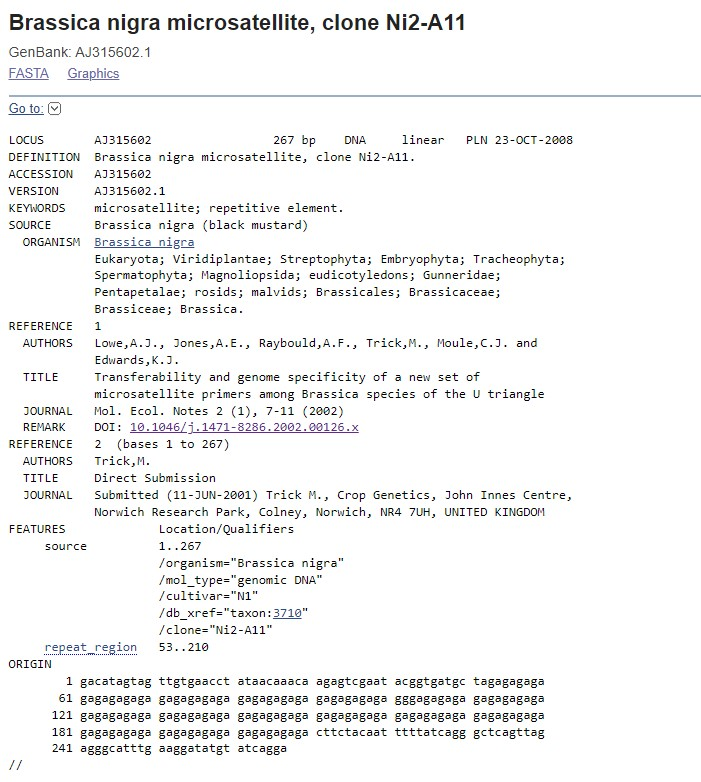 Brassica nigra microsatellite, clone Ni2-A11
GenBank: AJ315602.1
FASTA Graphics
Go to:
LOCUS AJ315602 267 bp DNA linear PLN 23-OCT-2008
DEFINITION Brassica nigra microsatellite, clone Ni2-A11.
ACCESSION AJ315602
VERSION AJ315602.1
KEYWORDS microsatellite; repetitive element.
SOURCE Brassica nigra (black mustard)
ORGANISM Brassica nigra
Eukaryota; Viridiplantae; Streptophyta; Embryophyta; Tracheophyta;
Spermatophyta; Magnoliopsida; eudicotyledons; Gunneridae;
Pentapetalae; rosids; malvids; Brassicales; Brassicaceae;
Brassiceae; Brassica.
REFERENCE 1
AUTHORS Lowe,A.J., Jones,A.E., Raybould,A.F., Trick,M., Moule,C.J. and
Edwards,K.J.
TITLE Transferability and genome specificity of a new set of
microsatellite primers among Brassica species of the U triangle
JOURNAL Mol. Ecol. Notes 2 (1), 7-11 (2002)
REMARK DOI: 10.1046/j.1471-8286.2002.00126.x
REFERENCE 2 (bases 1 to 267)
AUTHORS Trick,M.
TITLE Direct Submission
JOURNAL Submitted (11-JUN-2001) Trick M., Crop Genetics, John Innes Centre,
Norwich Research Park, Colney, Norwich, NR4 7UH, UNITED KINGDOM
FEATURES Location/Qualifiers
source 1..267
/organism="Brassica nigra"
/mol_type="genomic DNA"
/cultivar="N1"
/db_xref="taxon:3710"
/clone="Ni2-A11"
repeat_region 53..210
ORIGIN
1 gacatagtag ttgtgaacct ataacaaaca agagtcgaat acggtgatgc tagagagaga
61 gagagagaga gagagagaga gagagagaga gagagagaga gggagagaga gagagagaga
121 gagagagaga gagagagaga gagagagaga gagagagaga gagagagaga gagagagaga
181 gagagagaga gagagagaga gagagagaga cttctacaat ttttatcagg gctcagttag
241 agggcatttg aaggatatgt atcagga
//